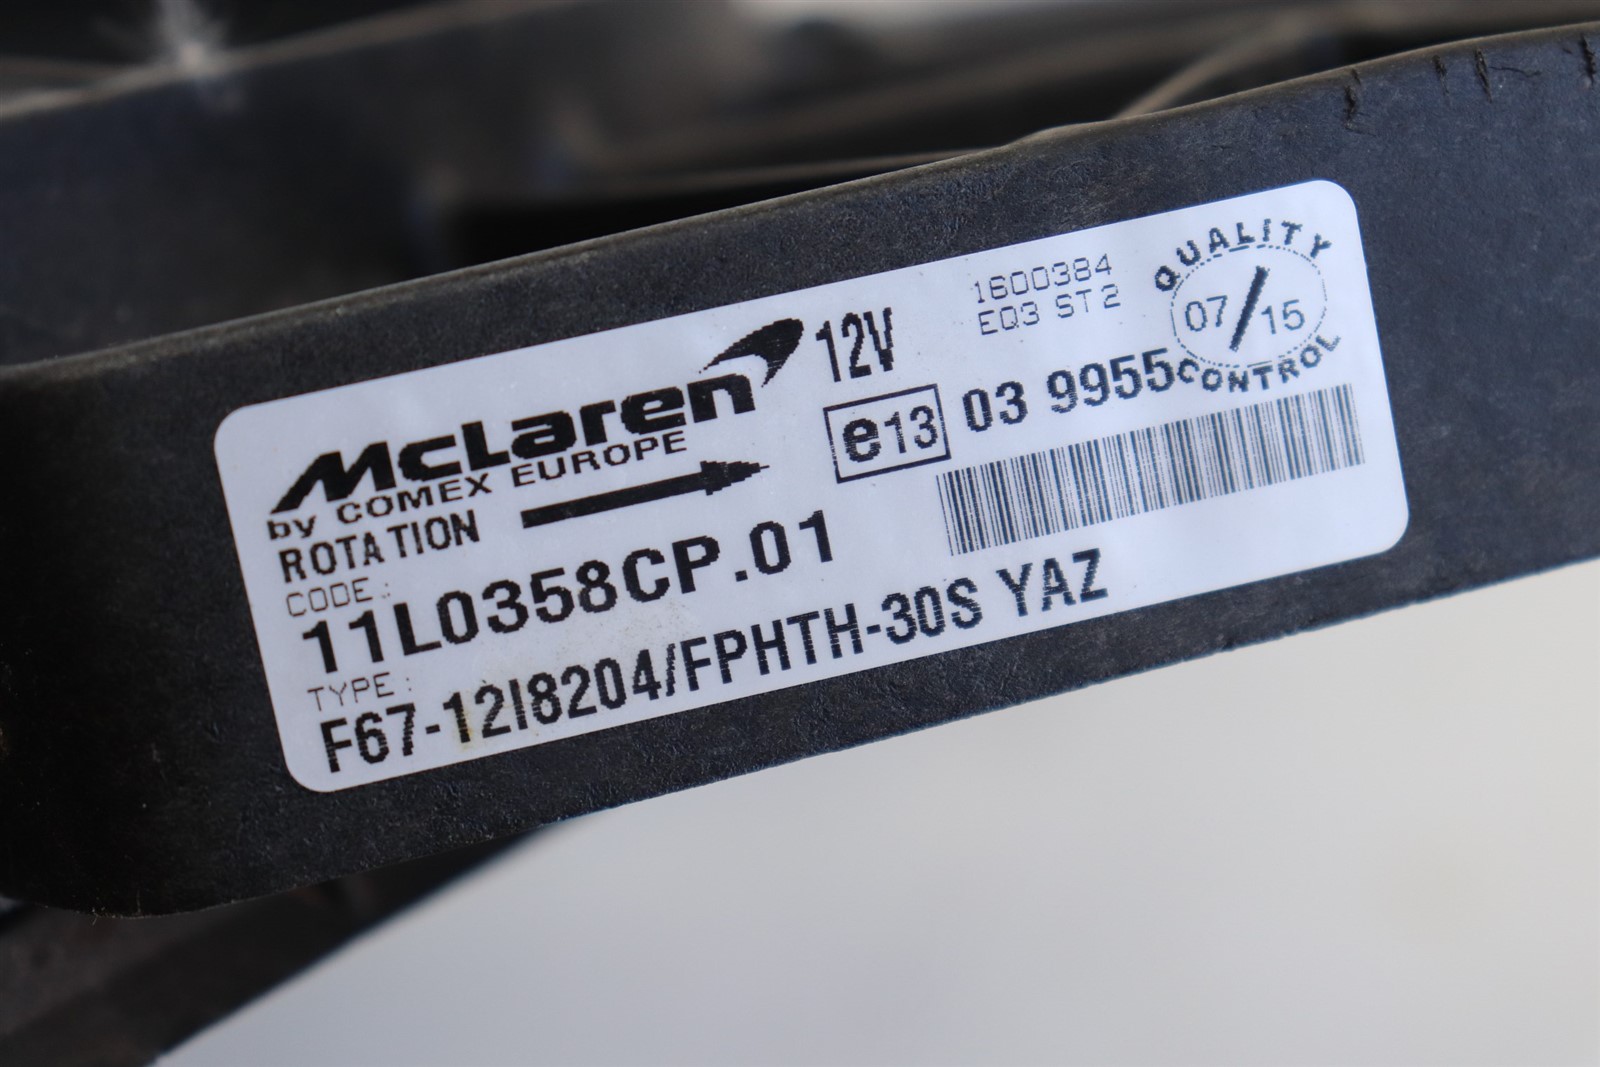 McLaren
by COMEX EUROPE
12V
1600384
EQ3 ST2
QUALITY
07/15
CONTROL
e13 03 9955
ROTATION
CODE:
11L0358CP.01
TYPE:
F67-12I8204/FPHTH-30S YAZ